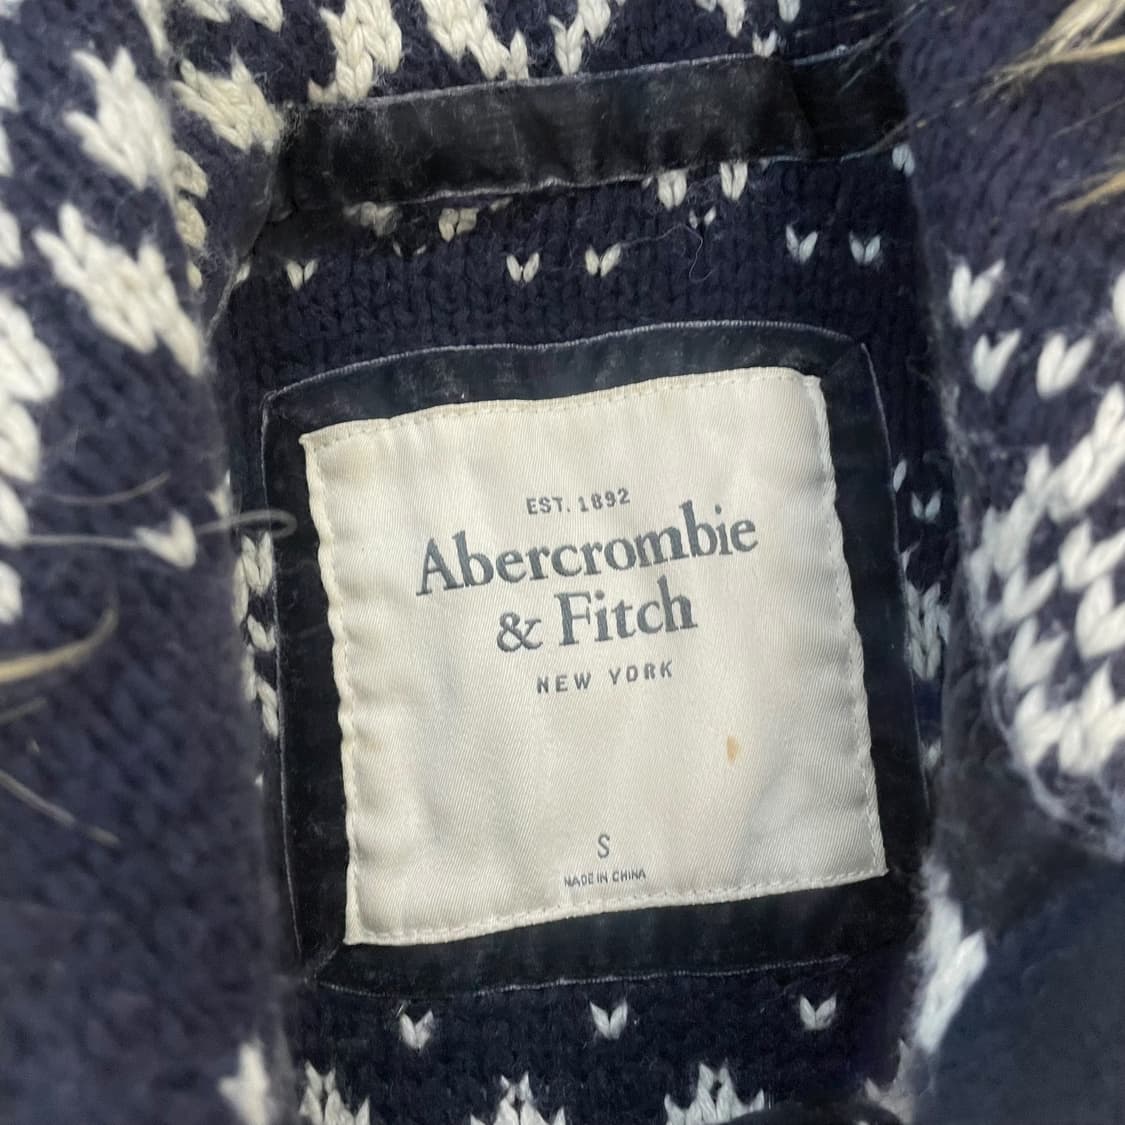 EST. 1892
Abercrombie
& Fitch
NEW YORK
S
MADE IN CHINA